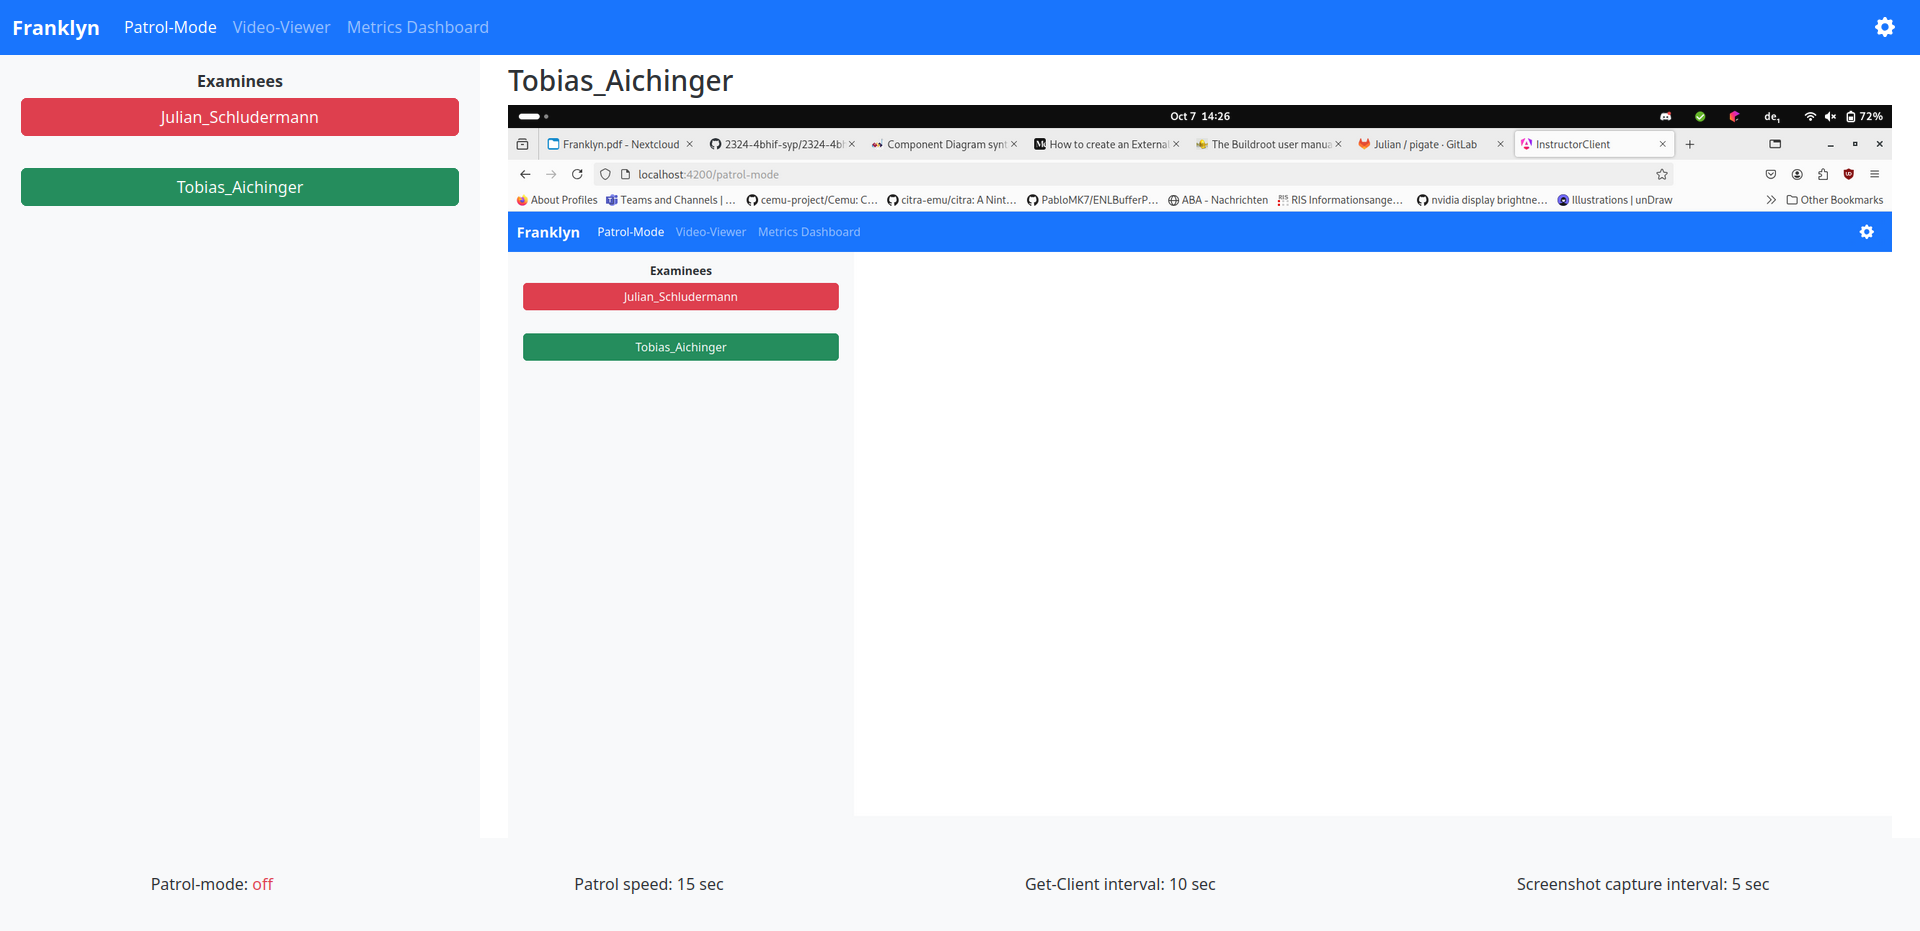 Franklyn Patrol-Mode Video-Viewer Metrics Dashboard
Examinees
Julian_Schludermann
Tobias_Aichinger
Tobias_Aichinger
Oct 7 14:26
de₁
72%
Franklyn.pdf - Nextcloud
2324-4bhif-syp/2324-4bl
Component Diagram synt
How to create an External
The Buildroot user manua
Julian / pigate · GitLab
InstructorClient
localhost:4200/patrol-mode
About Profiles
Teams and Channels | ...
cemu-project/Cemu: C...
citra-emu/citra: A Nint...
PabloMK7/ENLBufferP...
ABA - Nachrichten
RIS Informationsange...
nvidia display brightne...
Illustrations | unDraw
Other Bookmarks
Franklyn Patrol-Mode Video-Viewer Metrics Dashboard
Examinees
Julian_Schludermann
Tobias_Aichinger
Patrol-mode: off
Patrol speed: 15 sec
Get-Client interval: 10 sec
Screenshot capture interval: 5 sec